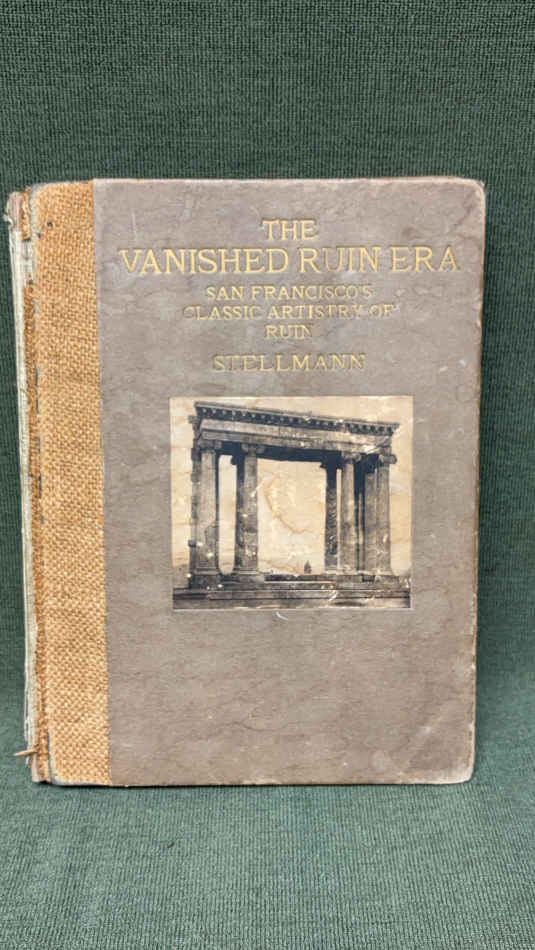 THE
VANISHED RUIN ERA
SAN FRANCISCO'S
CLASSIC ARTISTRY OF
RUIN
STELLMANN